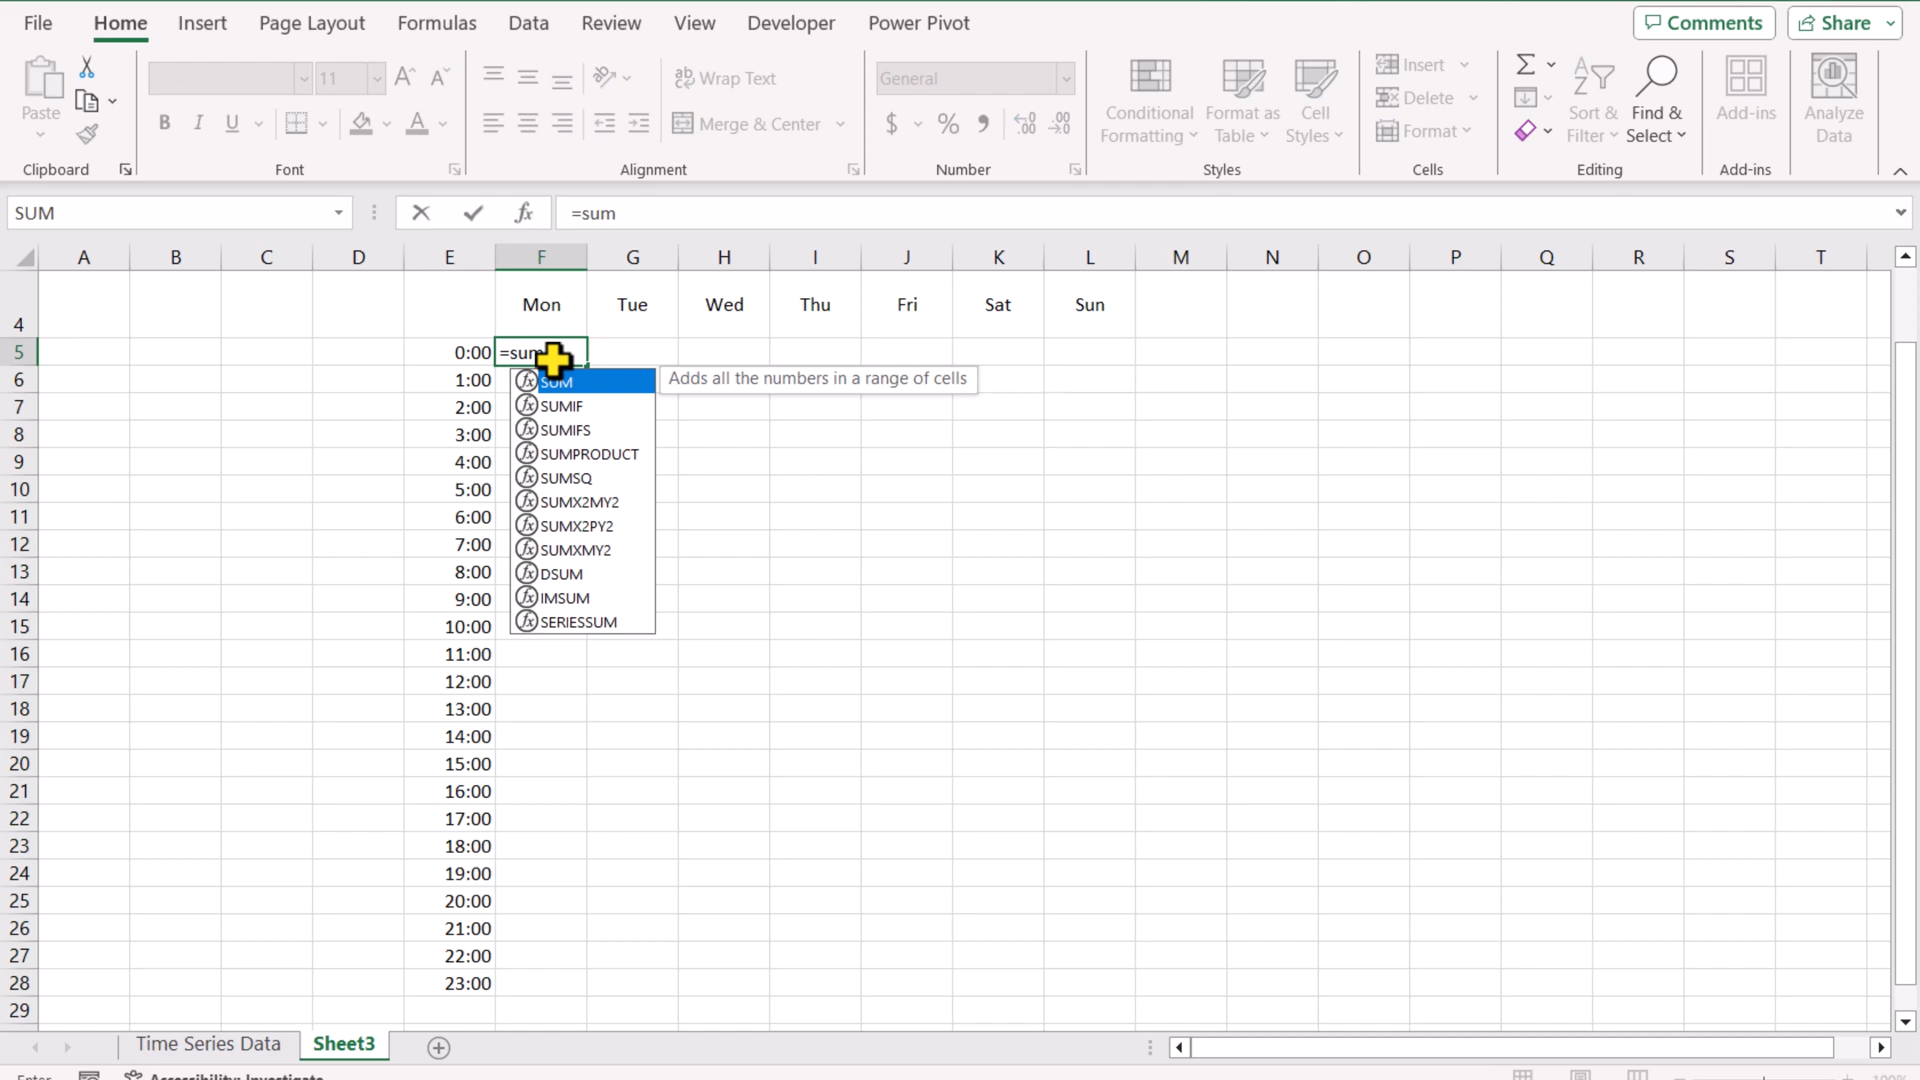 File Home Insert Page Layout Formulas Data Review View Developer Power Pivot Comments Share
Paste 11 Wrap Text General Conditional Formatting Format as Table Cell Styles Insert Sort & Filter Find & Select Add-ins Analyze Data
B I U Merge & Center $ % Delete
Format
Clipboard Font Alignment Number Styles Cells Editing Add-ins
SUM fx =sum
A B C D E F G H I J K L M N O P Q R S T
4 Mon Tue Wed Thu Fri Sat Sun
5 0:00 =sum
6 1:00 SUM Adds all the numbers in a range of cells
7 2:00 SUMIF
8 3:00 SUMIFS
9 4:00 SUMPRODUCT
10 5:00 SUMSQ
11 6:00 SUMX2MY2
SUMX2PY2
12 7:00 SUMXMY2
13 8:00 DSUM
14 9:00 IMSUM
15 10:00 SERIESSUM
16 11:00
17 12:00
18 13:00
19 14:00
20 15:00
21 16:00
22 17:00
23 18:00
24 19:00
25 20:00
26 21:00
27 22:00
28 23:00
29
Time Series Data Sheet3
Enter Accessibility: Investigate 100%